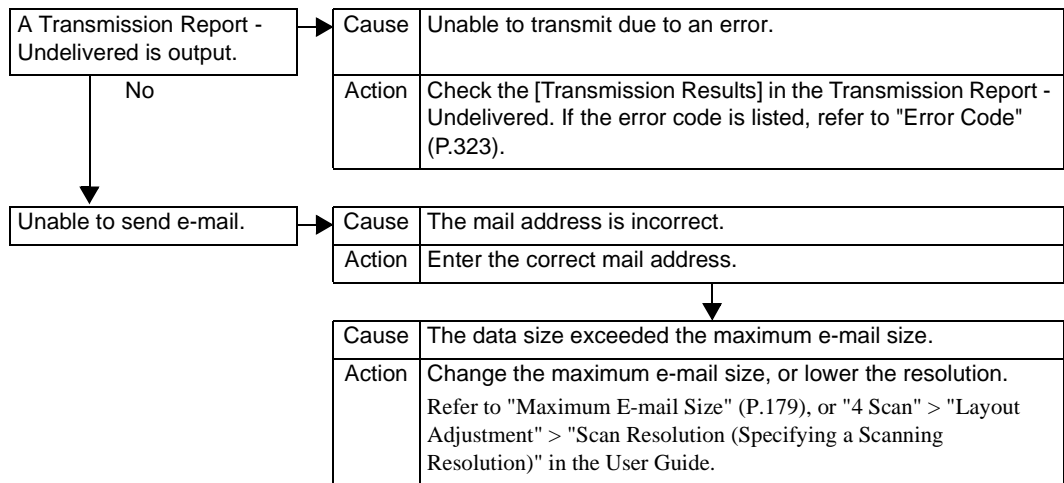 A Transmission Report -
Undelivered is output.
Cause Unable to transmit due to an error.
No
Action Check the [Transmission Results] in the Transmission Report -
Undelivered. If the error code is listed, refer to "Error Code"
(P.323).
Unable to send e-mail.
Cause The mail address is incorrect.
Action Enter the correct mail address.
Cause The data size exceeded the maximum e-mail size.
Action Change the maximum e-mail size, or lower the resolution.
Refer to "Maximum E-mail Size" (P.179), or "4 Scan" > "Layout
Adjustment" > "Scan Resolution (Specifying a Scanning
Resolution)" in the User Guide.